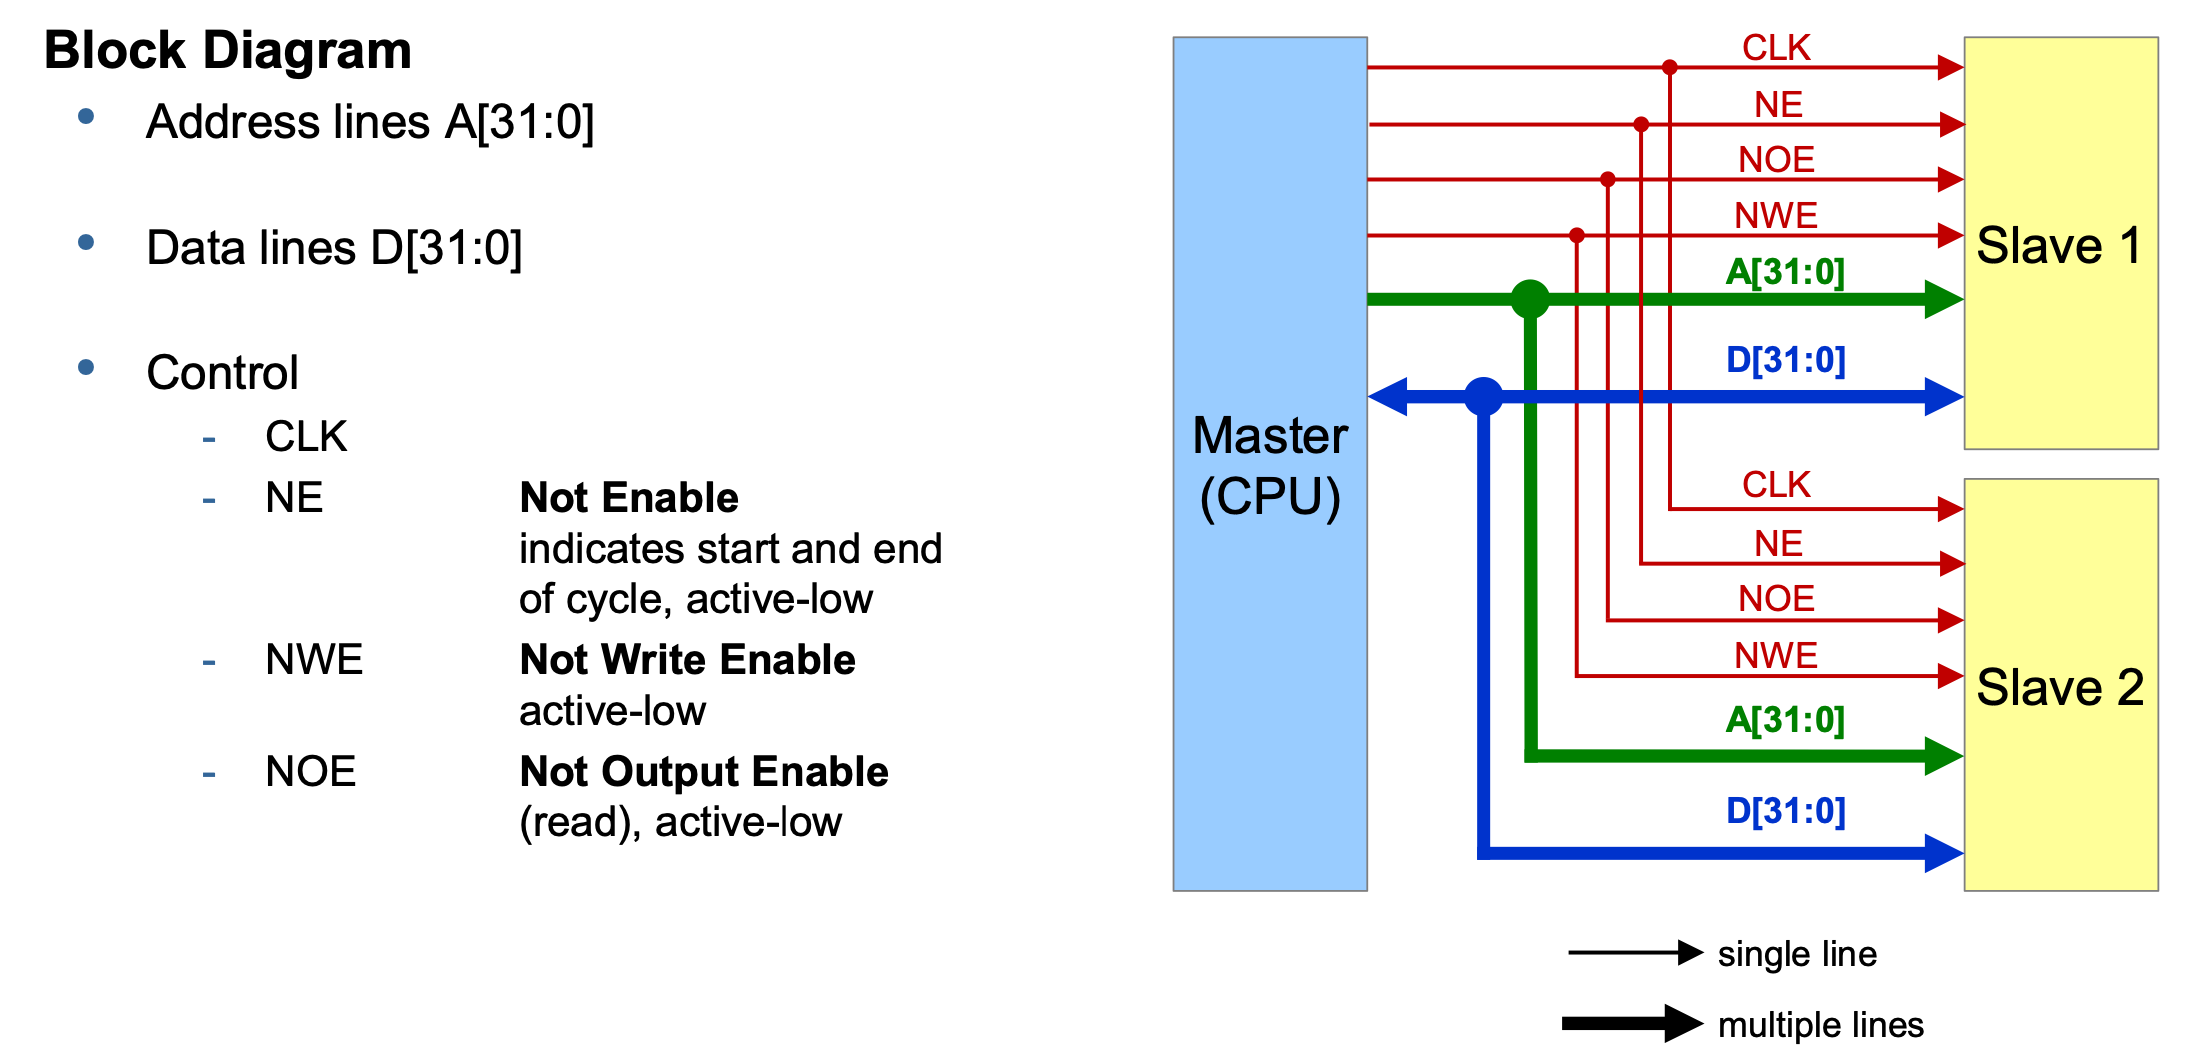 Block Diagram
• Address lines A[31:0]
• Data lines D[31:0]
• Control
- CLK
- NE Not Enable
indicates start and end
of cycle, active-low
- NWE Not Write Enable
active-low
- NOE Not Output Enable
(read), active-low
Master
(CPU)
CLK
NE
NOE
NWE
A[31:0]
D[31:0]
Slave 1
CLK
NE
NOE
NWE
A[31:0]
D[31:0]
Slave 2
single line
multiple lines